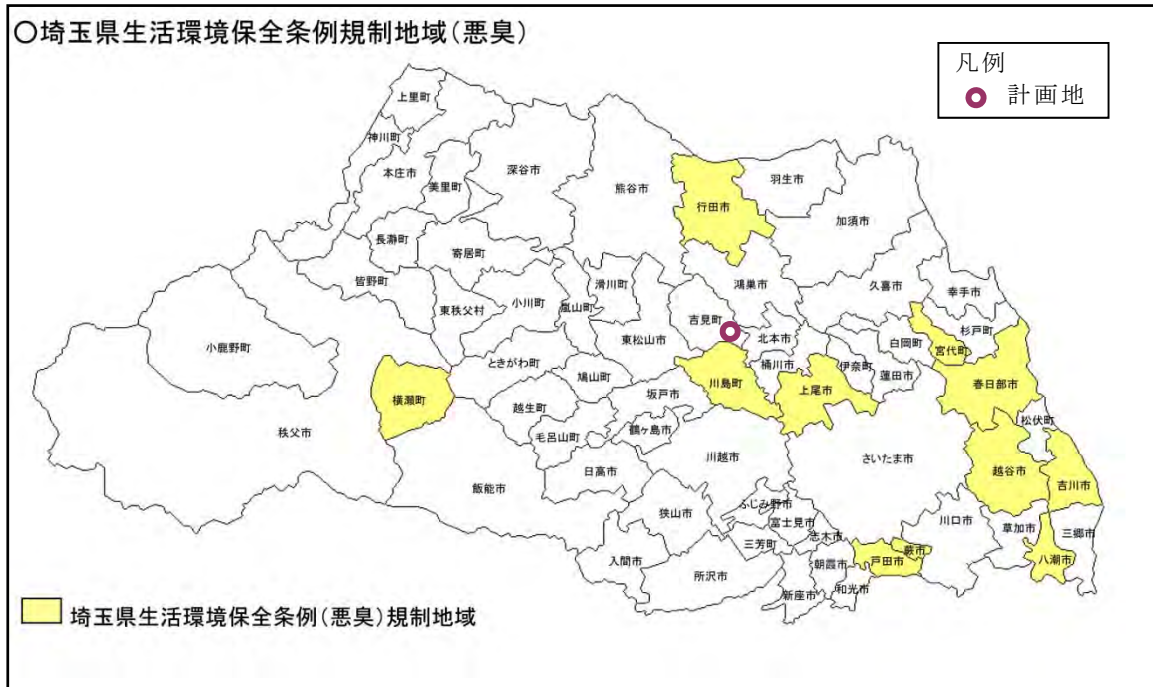 ○埼玉県生活環境保全条例規制地域(悪臭)
凡例
計画地
上里町
神川町
本庄市
美里町
深谷市
熊谷市
行田市
羽生市
加須市
長瀞町
寄居町
皆野町
東秩父村
小川町
嵐山町
滑川町
吉見町
鴻巣市
久喜市
幸手市
小鹿野町
東松山市
北本市
白岡町
杉戸町
宮代町
ときがわ町
鳩山町
川島町
桶川市
上尾市
伊奈町
蓮田市
春日部市
横瀬町
秩父市
越生町
坂戸市
毛呂山町
鶴ヶ島市
川越市
さいたま市
松伏町
越谷市
吉川市
飯能市
日高市
狭山市
ふじみ野市
富士見市
三芳町
志木市
川口市
草加市
三郷市
入間市
所沢市
朝霞市
戸田市
蕨市
八潮市
新座市
和光市
埼玉県生活環境保全条例(悪臭)規制地域